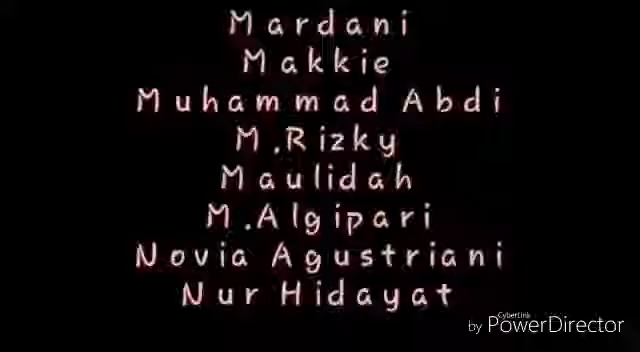 Mardani
Makkie
Muhammad Abdi
M.Rizky
Maulidah
M.Algipari
Novia Agustriani
Nur Hidayat
CyberLink
by PowerDirector